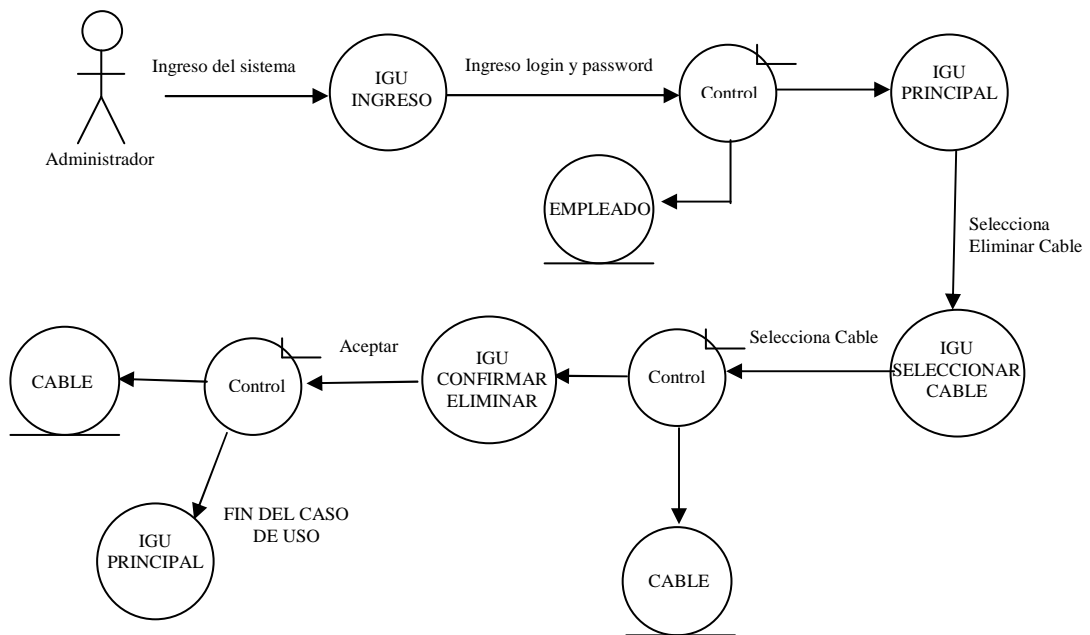 Administrador
Ingreso del sistema
IGU
INGRESO
Ingreso login y password
Control
IGU
PRINCIPAL
EMPLEADO
Selecciona
Eliminar Cable
IGU
SELECCIONAR
CABLE
Selecciona Cable
Control
CABLE
IGU
CONFIRMAR
ELIMINAR
Aceptar
Control
CABLE
FIN DEL CASO
DE USO
IGU
PRINCIPAL